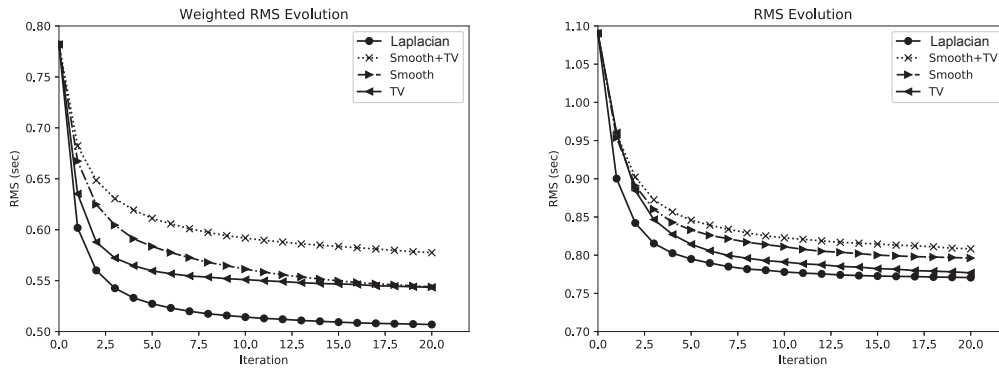 Weighted RMS Evolution
0.80
0.75
0.70
0.65
0.60
0.55
0.50
RMS (sec)
Laplacian
Smooth+TV
Smooth
TV
0.0 2.5 5.0 7.5 10.0 12.5 15.0 17.5 20.0
Iteration
RMS Evolution
1.10
1.05
1.00
0.95
0.90
0.85
0.80
0.75
0.70
RMS (sec)
Laplacian
Smooth+TV
Smooth
TV
0.0 2.5 5.0 7.5 10.0 12.5 15.0 17.5 20.0
Iteration